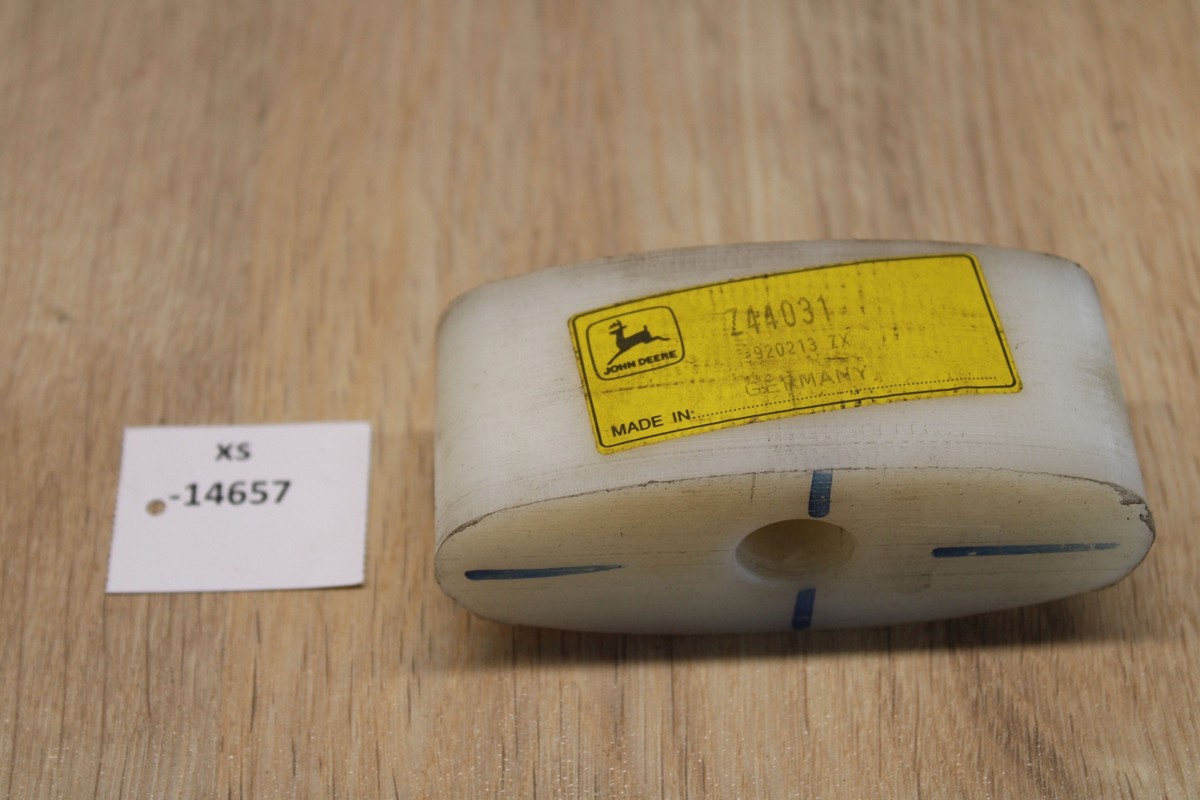 XS
-14657
JOHN DEERE
Z44031
920213 ZX
GERMANY
MADE IN: